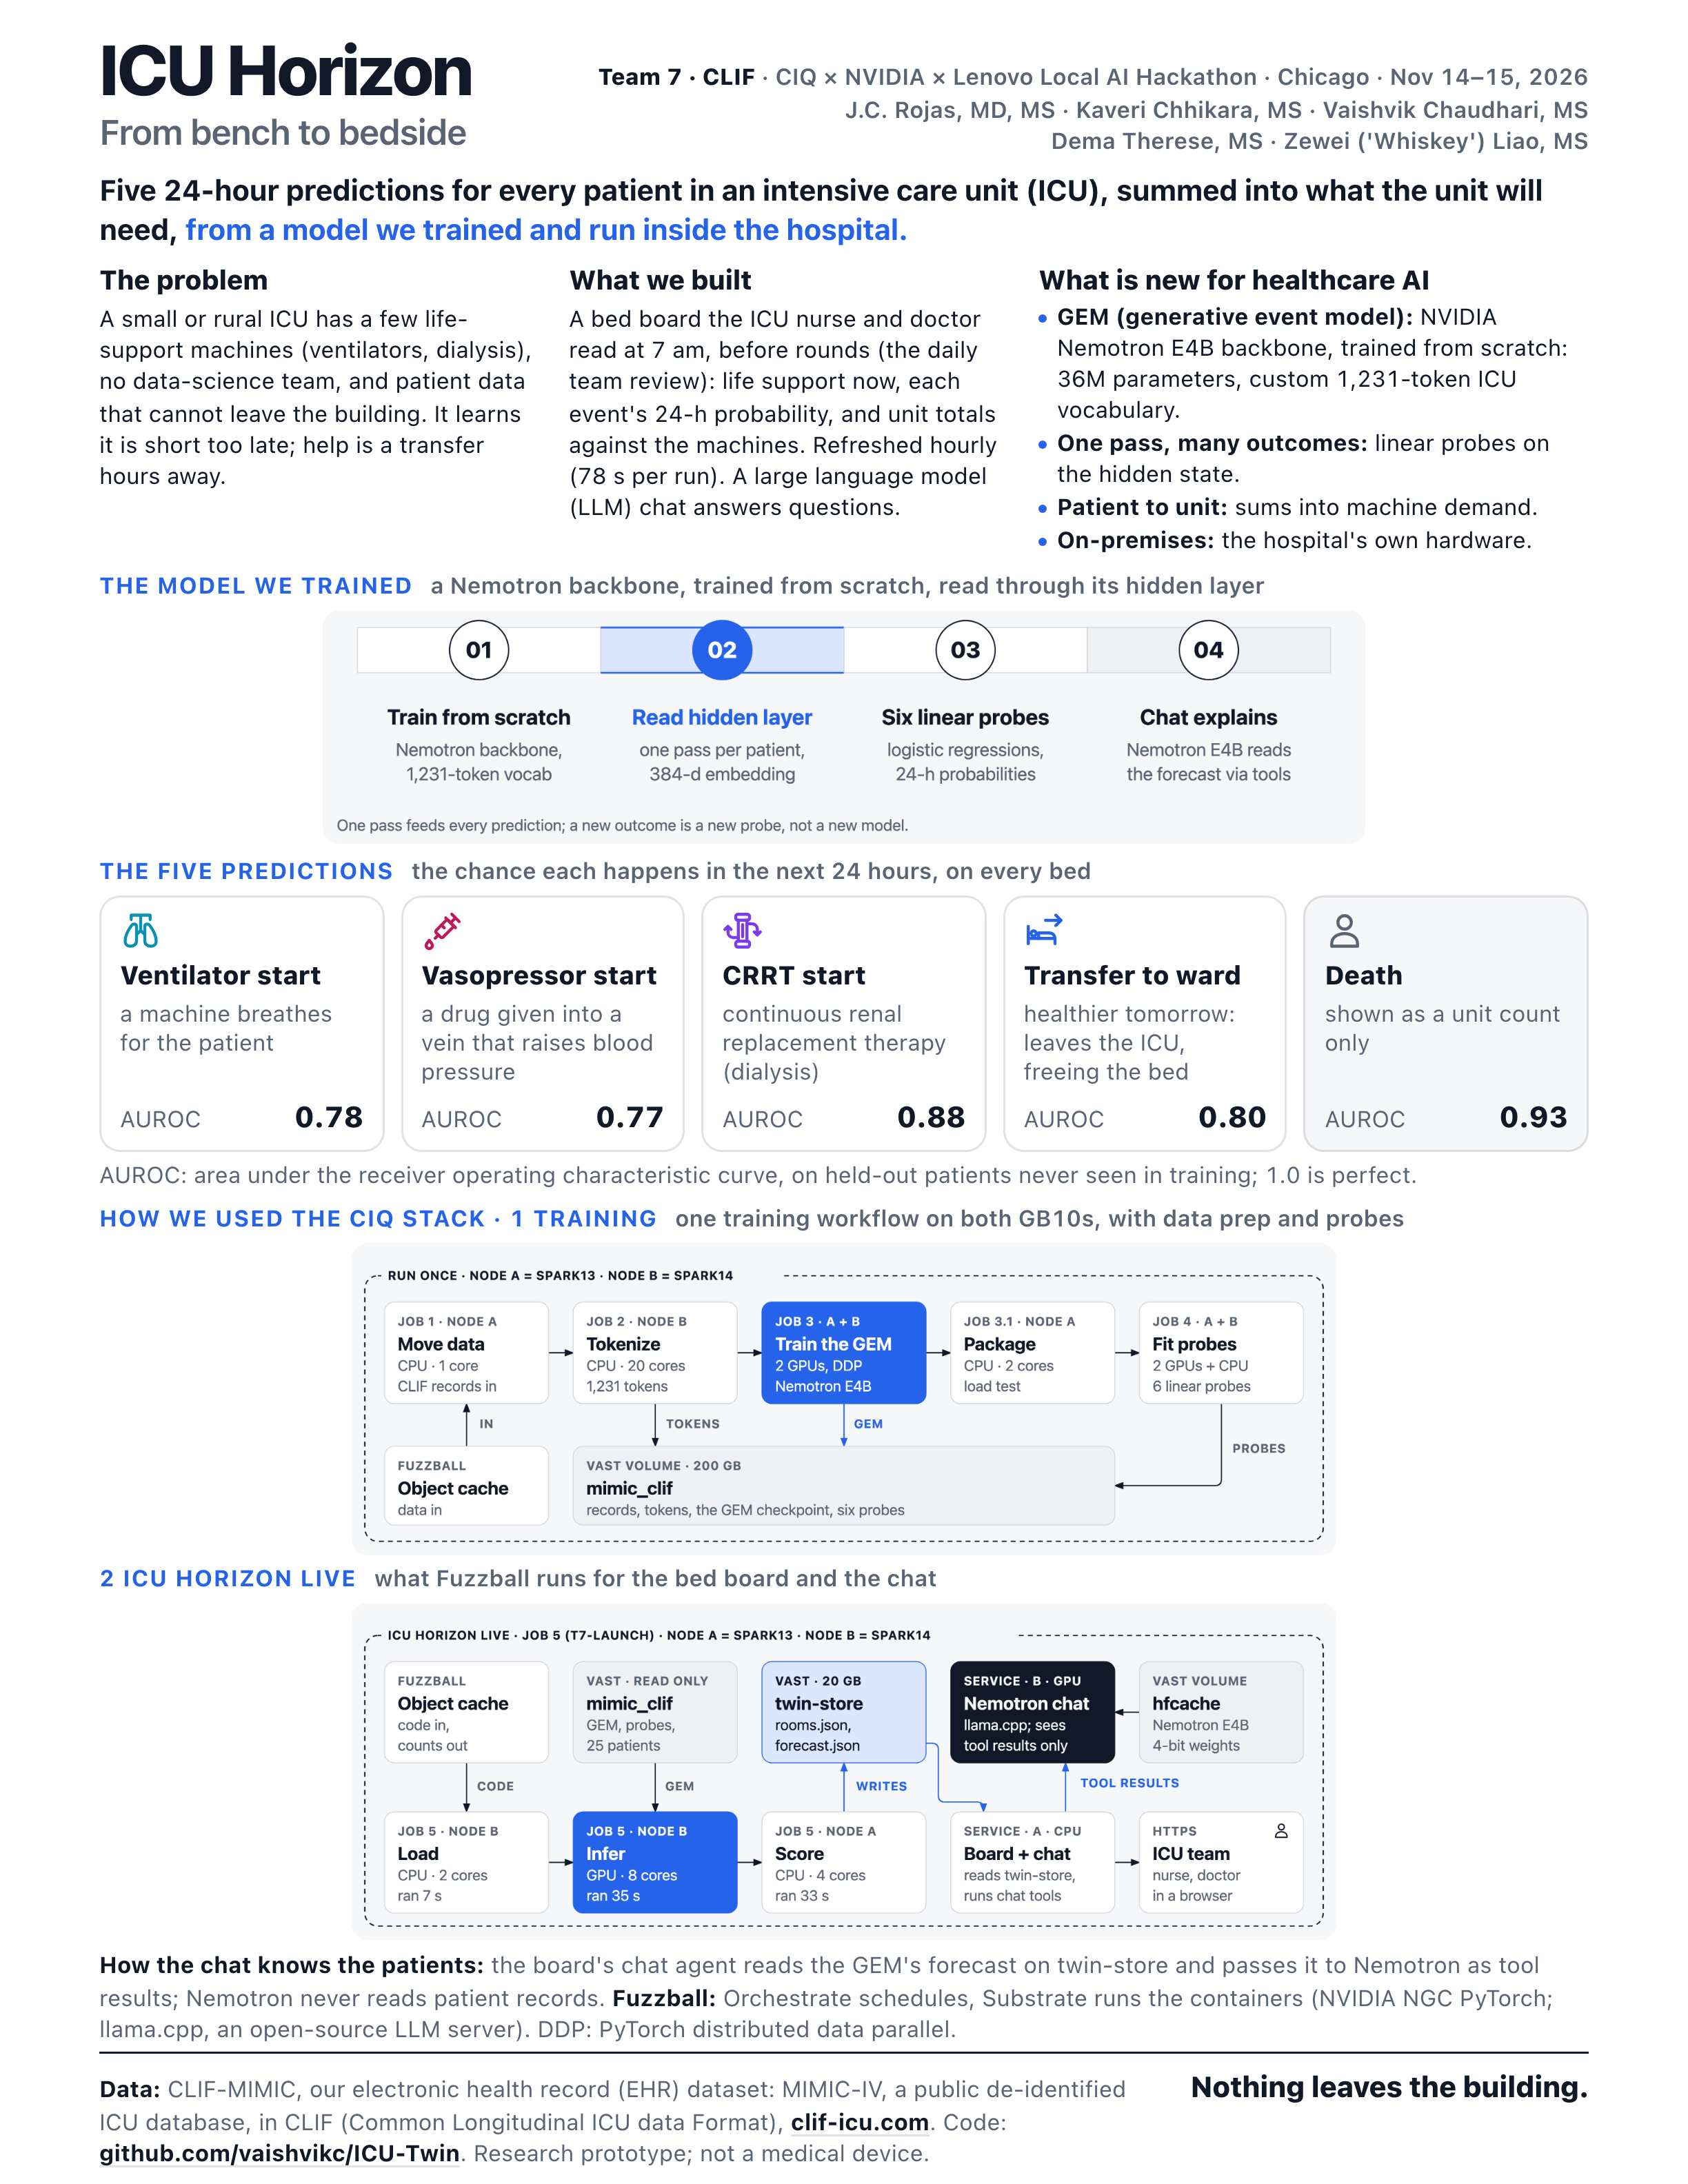 ICU Horizon
From bench to bedside
Team 7 · CLIF · CIQ × NVIDIA × Lenovo Local AI Hackathon · Chicago · Nov 14–15, 2026
J.C. Rojas, MD, MS · Kaveri Chhikara, MS · Vaishvik Chaudhari, MS
Dema Therese, MS · Zewei ('Whiskey') Liao, MS
Five 24-hour predictions for every patient in an intensive care unit (ICU), summed into what the unit will
need, from a model we trained and run inside the hospital.
The problem
A small or rural ICU has a few life-
support machines (ventilators, dialysis),
no data-science team, and patient data
that cannot leave the building. It learns
it is short too late; help is a transfer
hours away.
What we built
A bed board the ICU nurse and doctor
read at 7 am, before rounds (the daily
team review): life support now, each
event's 24-h probability, and unit totals
against the machines. Refreshed hourly
(78 s per run). A large language model
(LLM) chat answers questions.
What is new for healthcare AI
• GEM (generative event model): NVIDIA
Nemotron E4B backbone, trained from scratch:
36M parameters, custom 1,231-token ICU
vocabulary.
• One pass, many outcomes: linear probes on
the hidden state.
• Patient to unit: sums into machine demand.
• On-premises: the hospital's own hardware.
THE MODEL WE TRAINED a Nemotron backbone, trained from scratch, read through its hidden layer
01
Train from scratch
Nemotron backbone,
1,231-token vocab
02
Read hidden layer
one pass per patient,
384-d embedding
03
Six linear probes
logistic regressions,
24-h probabilities
04
Chat explains
Nemotron E4B reads
the forecast via tools
One pass feeds every prediction; a new outcome is a new probe, not a new model.
THE FIVE PREDICTIONS the chance each happens in the next 24 hours, on every bed
Ventilator start
a machine breathes
for the patient
AUROC 0.78
Vasopressor start
a drug given into a
vein that raises blood
pressure
AUROC 0.77
CRRT start
continuous renal
replacement therapy
(dialysis)
AUROC 0.88
Transfer to ward
healthier tomorrow:
leaves the ICU,
freeing the bed
AUROC 0.80
Death
shown as a unit count
only
AUROC 0.93
AUROC: area under the receiver operating characteristic curve, on held-out patients never seen in training; 1.0 is perfect.
HOW WE USED THE CIQ STACK · 1 TRAINING one training workflow on both GB10s, with data prep and probes
RUN ONCE · NODE A = SPARK13 · NODE B = SPARK14
JOB 1 · NODE A
Move data
CPU · 1 core
CLIF records in
JOB 2 · NODE B
Tokenize
CPU · 20 cores
1,231 tokens
JOB 3 · A + B
Train the GEM
2 GPUs, DDP
Nemotron E4B
JOB 3.1 · NODE A
Package
CPU · 2 cores
load test
JOB 4 · A + B
Fit probes
2 GPUs + CPU
6 linear probes
IN
TOKENS
GEM
PROBES
FUZZBALL
Object cache
data in
VAST VOLUME · 200 GB
mimic_clif
records, tokens, the GEM checkpoint, six probes
2 ICU HORIZON LIVE what Fuzzball runs for the bed board and the chat
ICU HORIZON LIVE · JOB 5 (T7-LAUNCH) · NODE A = SPARK13 · NODE B = SPARK14
FUZZBALL
Object cache
code in,
counts out
VAST · READ ONLY
mimic_clif
GEM, probes,
25 patients
VAST · 20 GB
twin-store
rooms.json,
forecast.json
SERVICE · B · GPU
Nemotron chat
llama.cpp; sees
tool results only
VAST VOLUME
hfcache
Nemotron E4B
4-bit weights
CODE
GEM
WRITES
TOOL RESULTS
JOB 5 · NODE B
Load
CPU · 2 cores
ran 7 s
JOB 5 · NODE B
Infer
GPU · 8 cores
ran 35 s
JOB 5 · NODE A
Score
CPU · 4 cores
ran 33 s
SERVICE · A · CPU
Board + chat
reads twin-store,
runs chat tools
HTTPS
ICU team
nurse, doctor
in a browser
How the chat knows the patients: the board's chat agent reads the GEM's forecast on twin-store and passes it to Nemotron as tool
results; Nemotron never reads patient records. Fuzzball: Orchestrate schedules, Substrate runs the containers (NVIDIA NGC PyTorch;
llama.cpp, an open-source LLM server). DDP: PyTorch distributed data parallel.
Data: CLIF-MIMIC, our electronic health record (EHR) dataset: MIMIC-IV, a public de-identified
ICU database, in CLIF (Common Longitudinal ICU data Format), clif-icu.com. Code:
github.com/vaishvikc/ICU-Twin. Research prototype; not a medical device.
Nothing leaves the building.